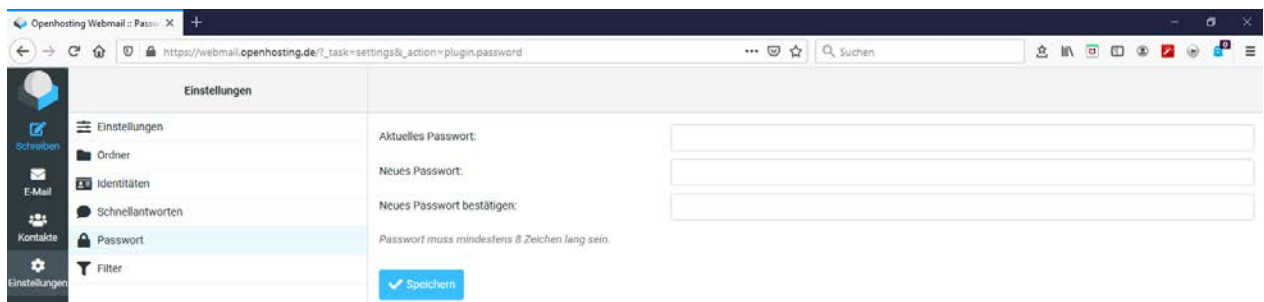 Openhosting Webmail :: Passw
https://webmail.openhosting.de/?_task=settings&_action=plugin.password
Suchen
0
Einstellungen
Schreiben
E-Mail
Kontakte
Einstellungen
Einstellungen
Ordner
Identitäten
Schnellantworten
Passwort
Filter
Aktuelles Passwort:
Neues Passwort:
Neues Passwort bestätigen:
Passwort muss mindestens 8 Zeichen lang sein.
Speichern